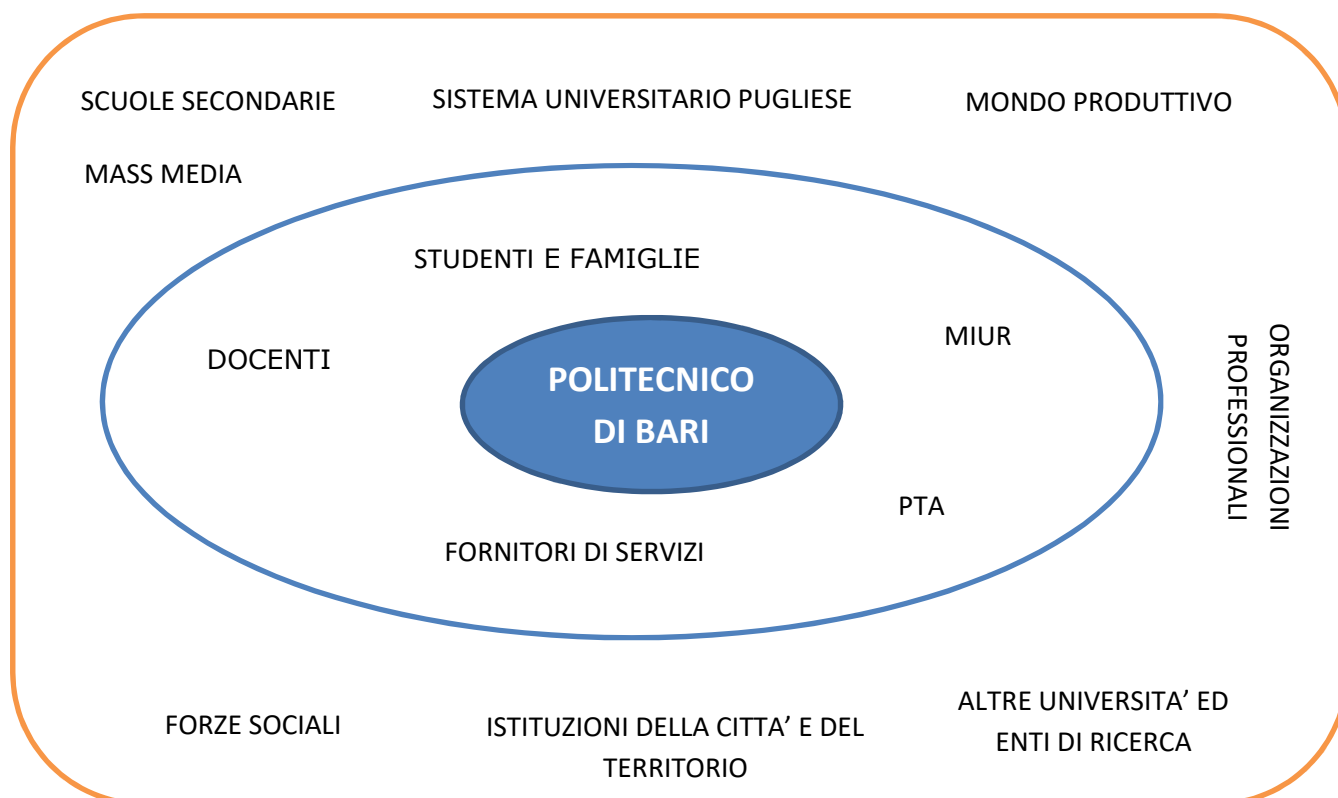 SCUOLE SECONDARIE
SISTEMA UNIVERSITARIO PUGLIESE
MONDO PRODUTTIVO
MASS MEDIA
STUDENTI E FAMIGLIE
DOCENTI
MIUR
POLITECNICO
DI BARI
PTA
FORNITORI DI SERVIZI
ORGANIZZAZIONI
PROFESSIONALI
FORZE SOCIALI
ISTITUZIONI DELLA CITTA’ E DEL
TERRITORIO
ALTRE UNIVERSITA’ ED
ENTI DI RICERCA